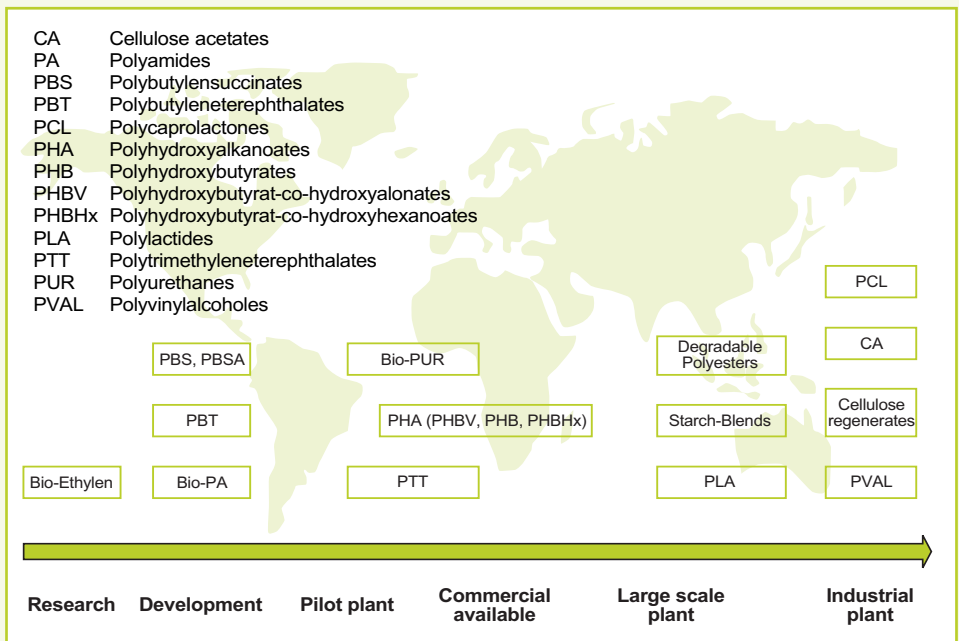 CA Cellulose acetates
PA Polyamides
PBS Polybutylensuccinates
PBT Polybutyleneterephthalates
PCL Polycaprolactones
PHA Polyhydroxyalkanoates
PHB Polyhydroxybutyrates
PHBV Polyhydroxybutyrat-co-hydroxyalonates
PHBHx Polyhydroxybutyrat-co-hydroxyhexanoates
PLA Polylactides
PTT Polytrimethyleneterephthalates
PUR Polyurethanes
PVAL Polyvinylalcoholes
PCL
CA
PBS, PBSA
Bio-PUR
Degradable
Polyesters
PBT
PHA (PHBV, PHB, PHBHx)
Starch-Blends
Cellulose
regenerates
Bio-Ethylen
Bio-PA
PTT
PLA
PVAL
Research
Development
Pilot plant
Commercial
available
Large scale
plant
Industrial
plant